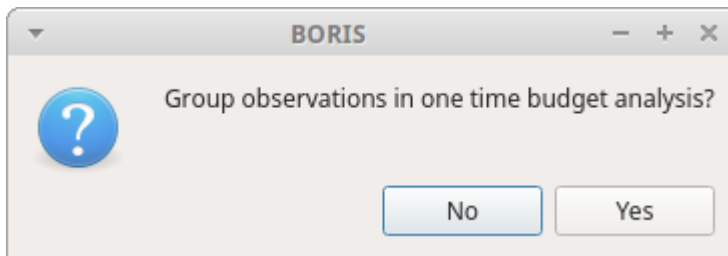 BORIS
Group observations in one time budget analysis?
No
Yes